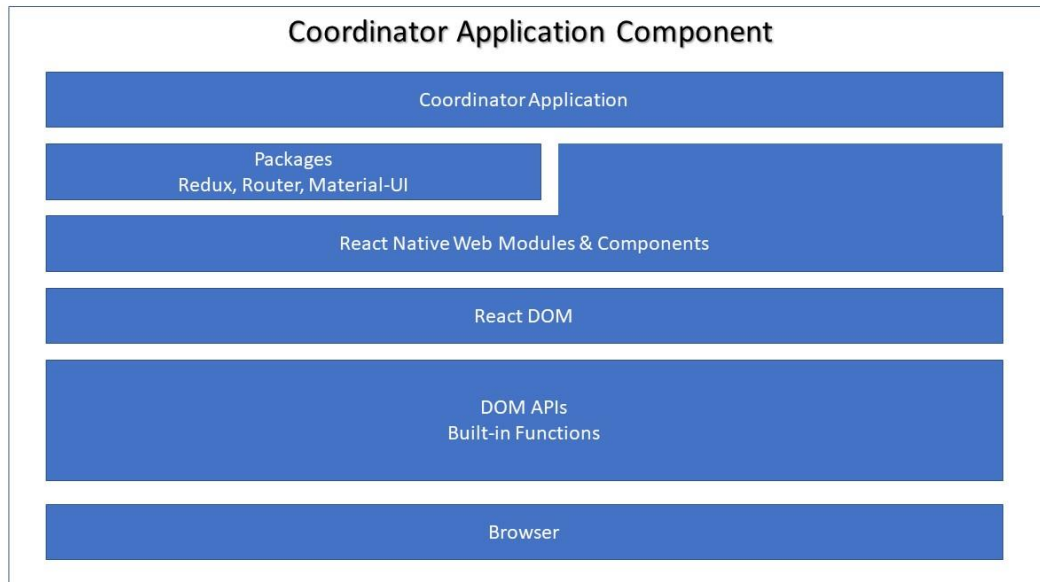 Coordinator Application Component
Coordinator Application
Packages
Redux, Router, Material-UI
React Native Web Modules & Components
React DOM
DOM APIs
Built-in Functions
Browser